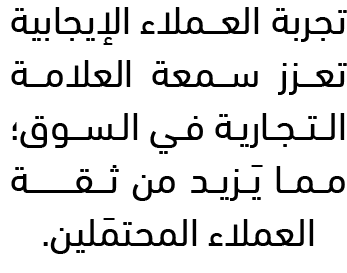 تجربة العملاء الإيجابية
تعزز سمعة العلامة
التجارية في السوق؛
مما يَزيد من ثقة
العملاء المحتمَلين.